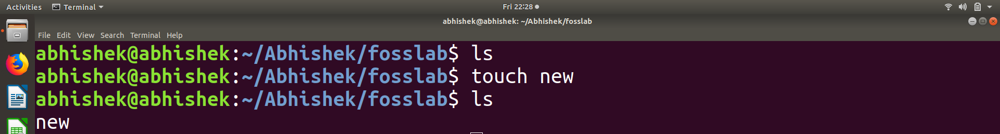 Activities Terminal Fri 22:28
abhishek@abhishek: ~/Abhishek/fosslab
File Edit View Search Terminal Help
abhishek@abhishek:~/Abhishek/fosslab$ ls
abhishek@abhishek:~/Abhishek/fosslab$ touch new
abhishek@abhishek:~/Abhishek/fosslab$ ls
new